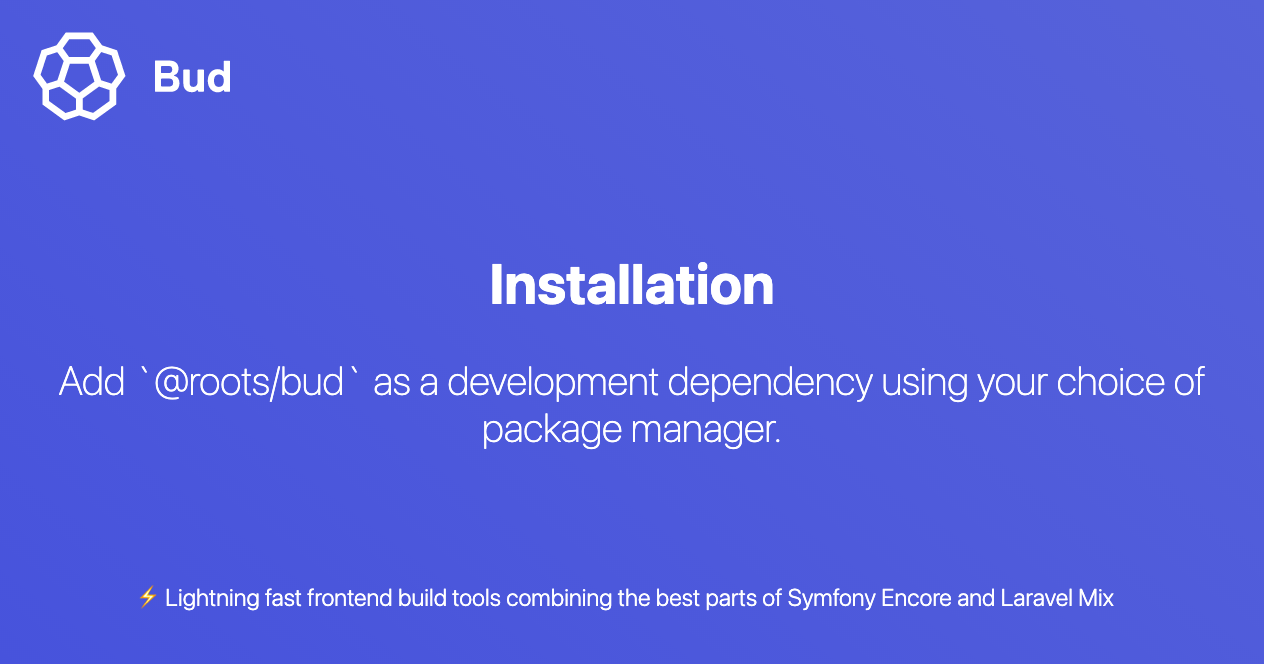 Bud
Installation
Add `@roots/bud` as a development dependency using your choice of
package manager.
⚡ Lightning fast frontend build tools combining the best parts of Symfony Encore and Laravel Mix